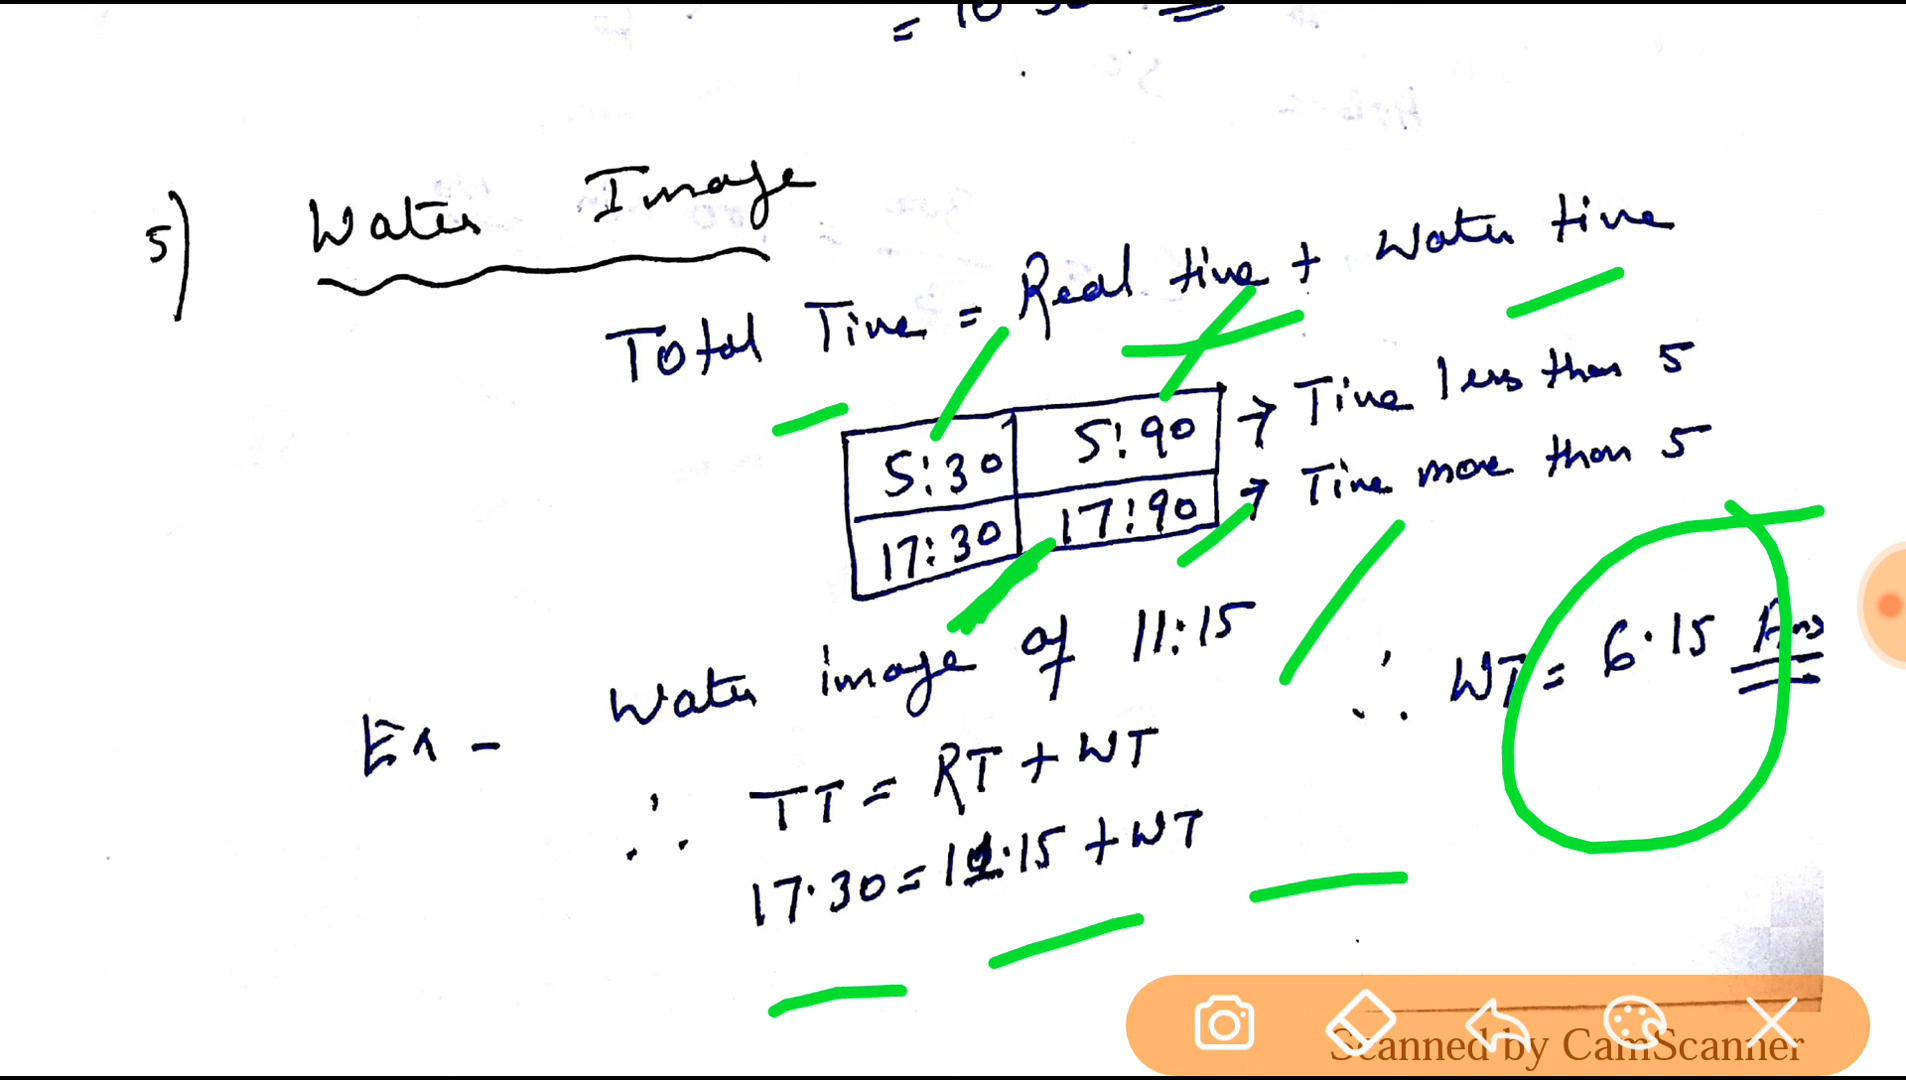 5) Water Image
Total Time = Real time + Water time
5:30 5:90 → Time less than 5
17:30 17:90 → Time more than 5
Ex - Water image of 11:15
∴ TT = RT + WT
17.30 = 11.15 + WT
∴ WT = 6.15 Ans
Scanned by CamScanner